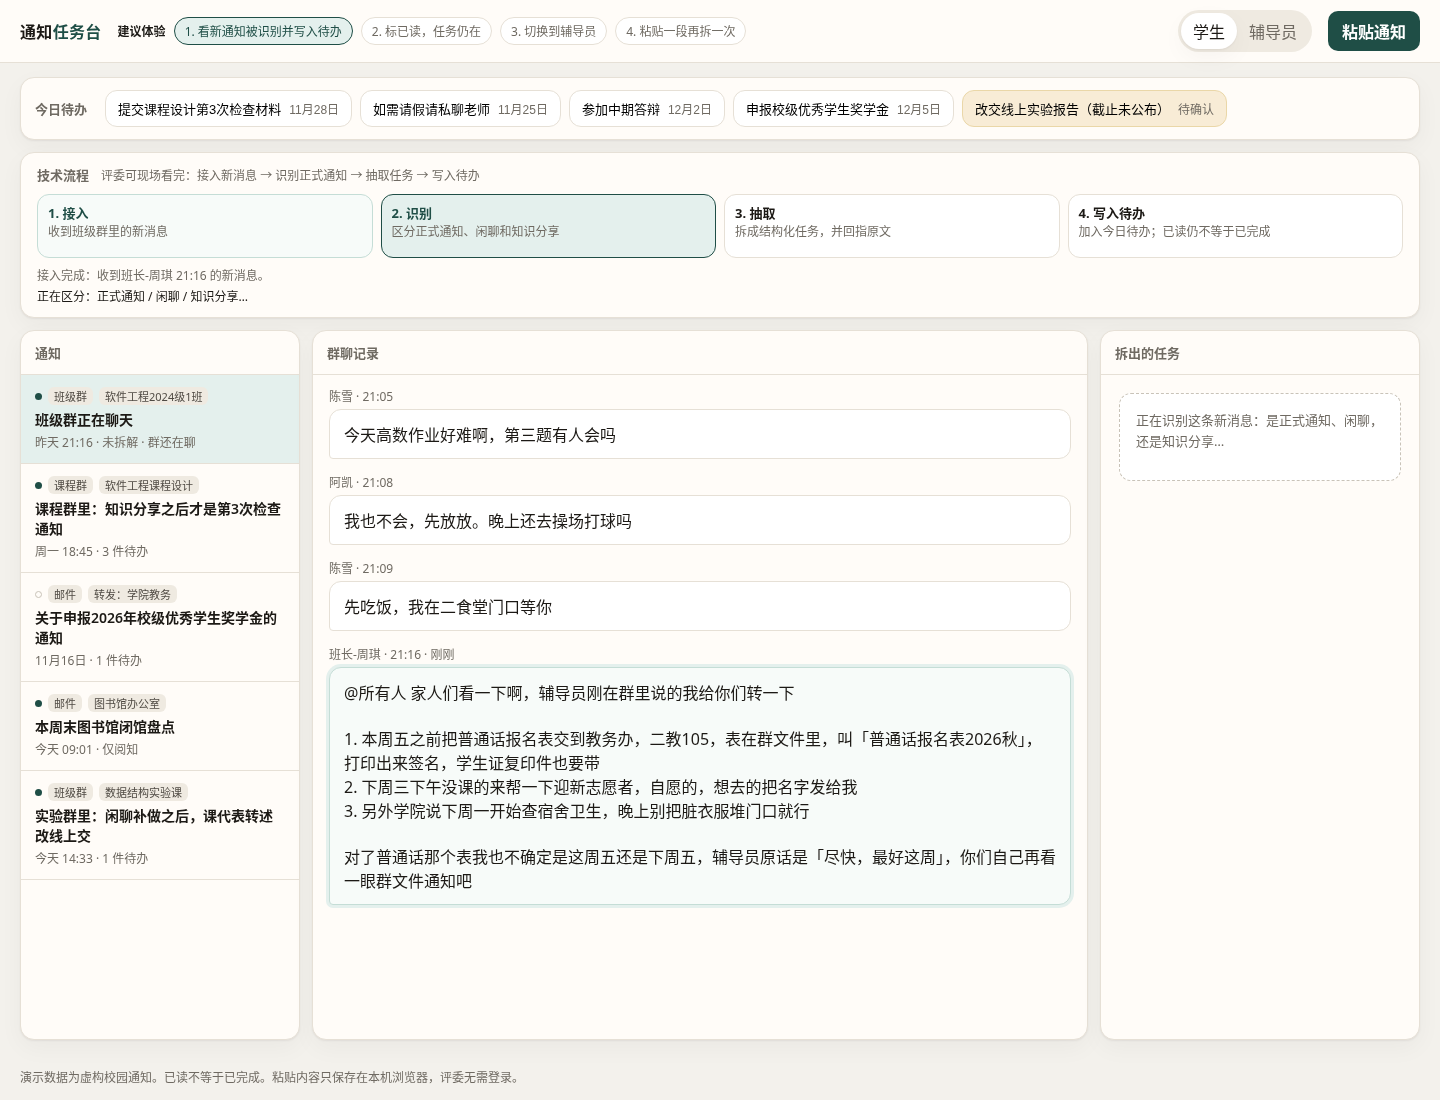 通知任务台
建议体验
1. 看新通知被识别并写入待办
2. 标已读，任务仍在
3. 切换到辅导员
4. 粘贴一段再拆一次
学生
辅导员
粘贴通知
今日待办
提交课程设计第3次检查材料 11月28日
如需请假请私聊老师 11月25日
参加中期答辩 12月2日
申报校级优秀学生奖学金 12月5日
改交线上实验报告（截止未公布） 待确认
技术流程 评委可现场看完：接入新消息 → 识别正式通知 → 抽取任务 → 写入待办
1. 接入
收到班级群里的新消息
2. 识别
区分正式通知、闲聊和知识分享
3. 抽取
拆成结构化任务，并回指原文
4. 写入待办
加入今日待办；已读仍不等于已完成
接入完成：收到班长-周琪 21:16 的新消息。
正在区分：正式通知 / 闲聊 / 知识分享…
通知
班级群 软件工程2024级1班
班级群正在聊天
昨天 21:16 · 未拆解 · 群还在聊
课程群 软件工程课程设计
课程群里：知识分享之后才是第3次检查
通知
周一 18:45 · 3 件待办
邮件 转发：学院教务
关于申报2026年校级优秀学生奖学金的
通知
11月16日 · 1 件待办
邮件 图书馆办公室
本周末图书馆闭馆盘点
今天 09:01 · 仅阅知
班级群 数据结构实验课
实验群里：闲聊补做之后，课代表转述
改线上交
今天 14:33 · 1 件待办
群聊记录
陈雪 · 21:05
今天高数作业好难啊，第三题有人会吗
阿凯 · 21:08
我也不会，先放放。晚上还去操场打球吗
陈雪 · 21:09
先吃饭，我在二食堂门口等你
班长-周琪 · 21:16 · 刚刚
@所有人 家人们看一下啊，辅导员刚在群里说的我给你们转一下
1. 本周五之前把普通话报名表交到教务办，二教105，表在群文件里，叫「普通话报名表2026秋」，
打印出来签名，学生证复印件也要带
2. 下周三下午没课的来帮一下迎新志愿者，自愿的，想去的把名字发给我
3. 另外学院说下周一开始查宿舍卫生，晚上别把脏衣服堆门口就行
对了普通话那个表我也不确定是这周五还是下周五，辅导员原话是「尽快，最好这周」，你们自己再看
一眼群文件通知吧
拆出的任务
正在识别这条新消息：是正式通知、闲聊，
还是知识分享…
演示数据为虚构校园通知。已读不等于已完成。粘贴内容只保存在本机浏览器，评委无需登录。